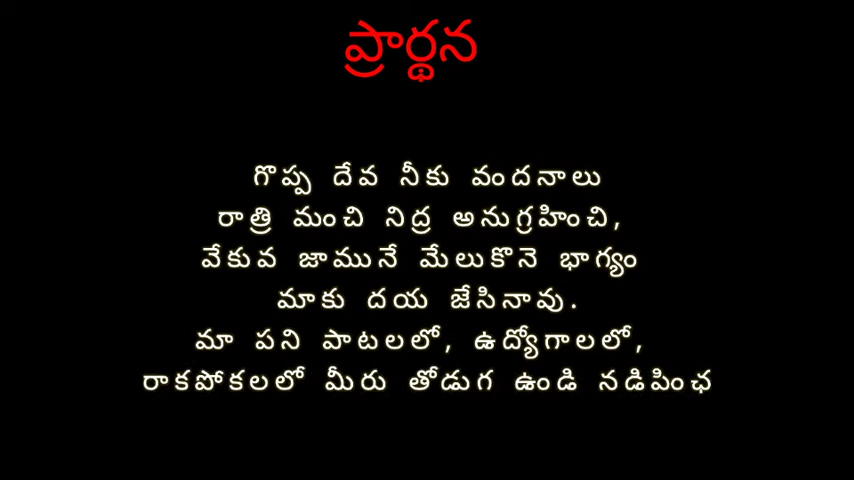 ప్రార్థన
గొప్ప దేవ నీకు వందనాలు
రాత్రి మంచి నిద్ర అనుగ్రహించి,
వేకువ జామునే మేలుకొనె భాగ్యం
మాకు దయ జేసినావు.
మా పని పాటలలో, ఉద్యోగాలలో,
రాకపోకలలో మీరు తోడుగ ఉండి నడిపించ